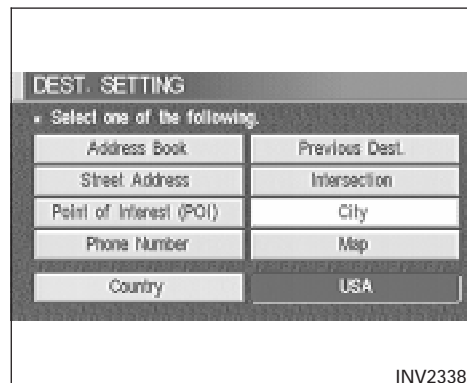 DEST. SETTING
▪ Select one of the following.
Address Book Previous Dest.
Street Address Intersection
Point of Interest (POI) City
Phone Number Map
Country USA
INV2338